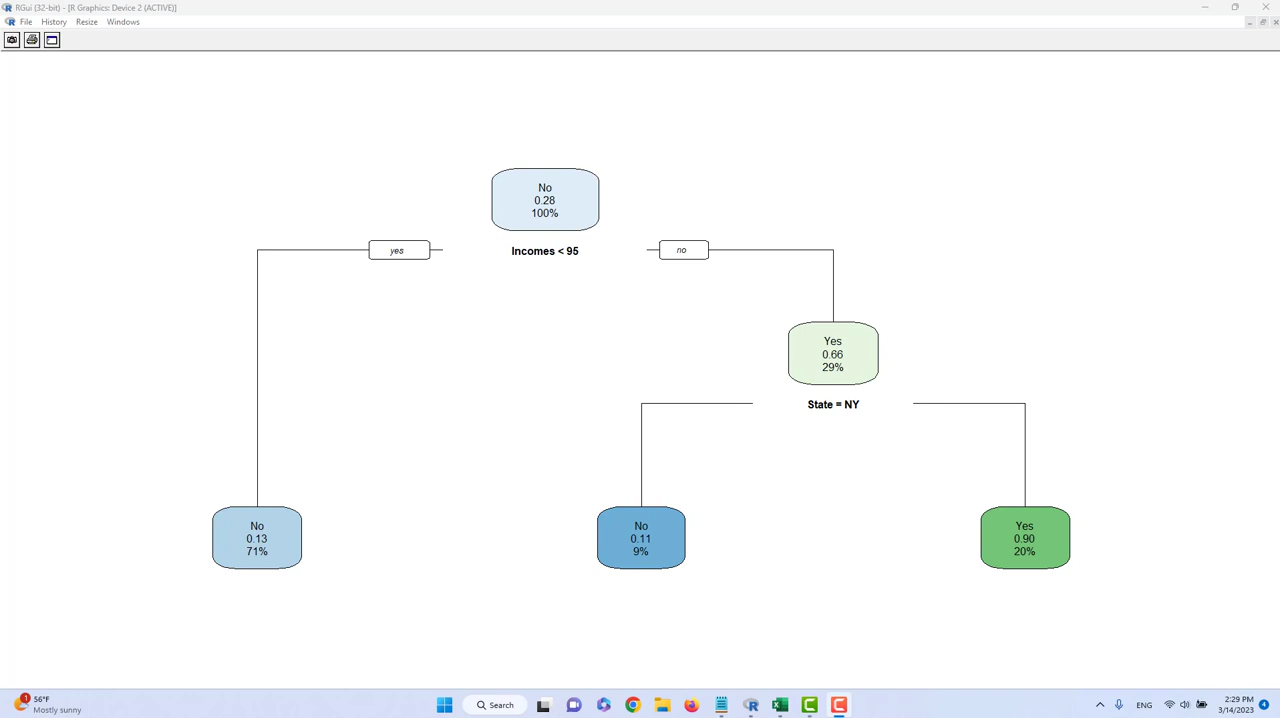 RGui (32-bit) - [R Graphics: Device 2 (ACTIVE)]
File History Resize Windows
No
0.28
100%
yes
Incomes < 95
no
Yes
0.66
29%
State = NY
No
0.13
71%
No
0.11
9%
Yes
0.90
20%
1
56°F
Mostly sunny
Search
ENG
2:29 PM
3/14/2023
4